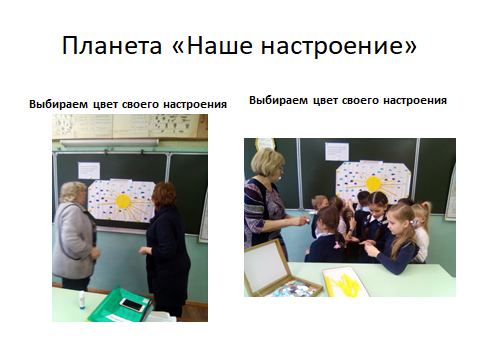 Планета «Наше настроение»
Выбираем цвет своего настроения
Выбираем цвет своего настроения